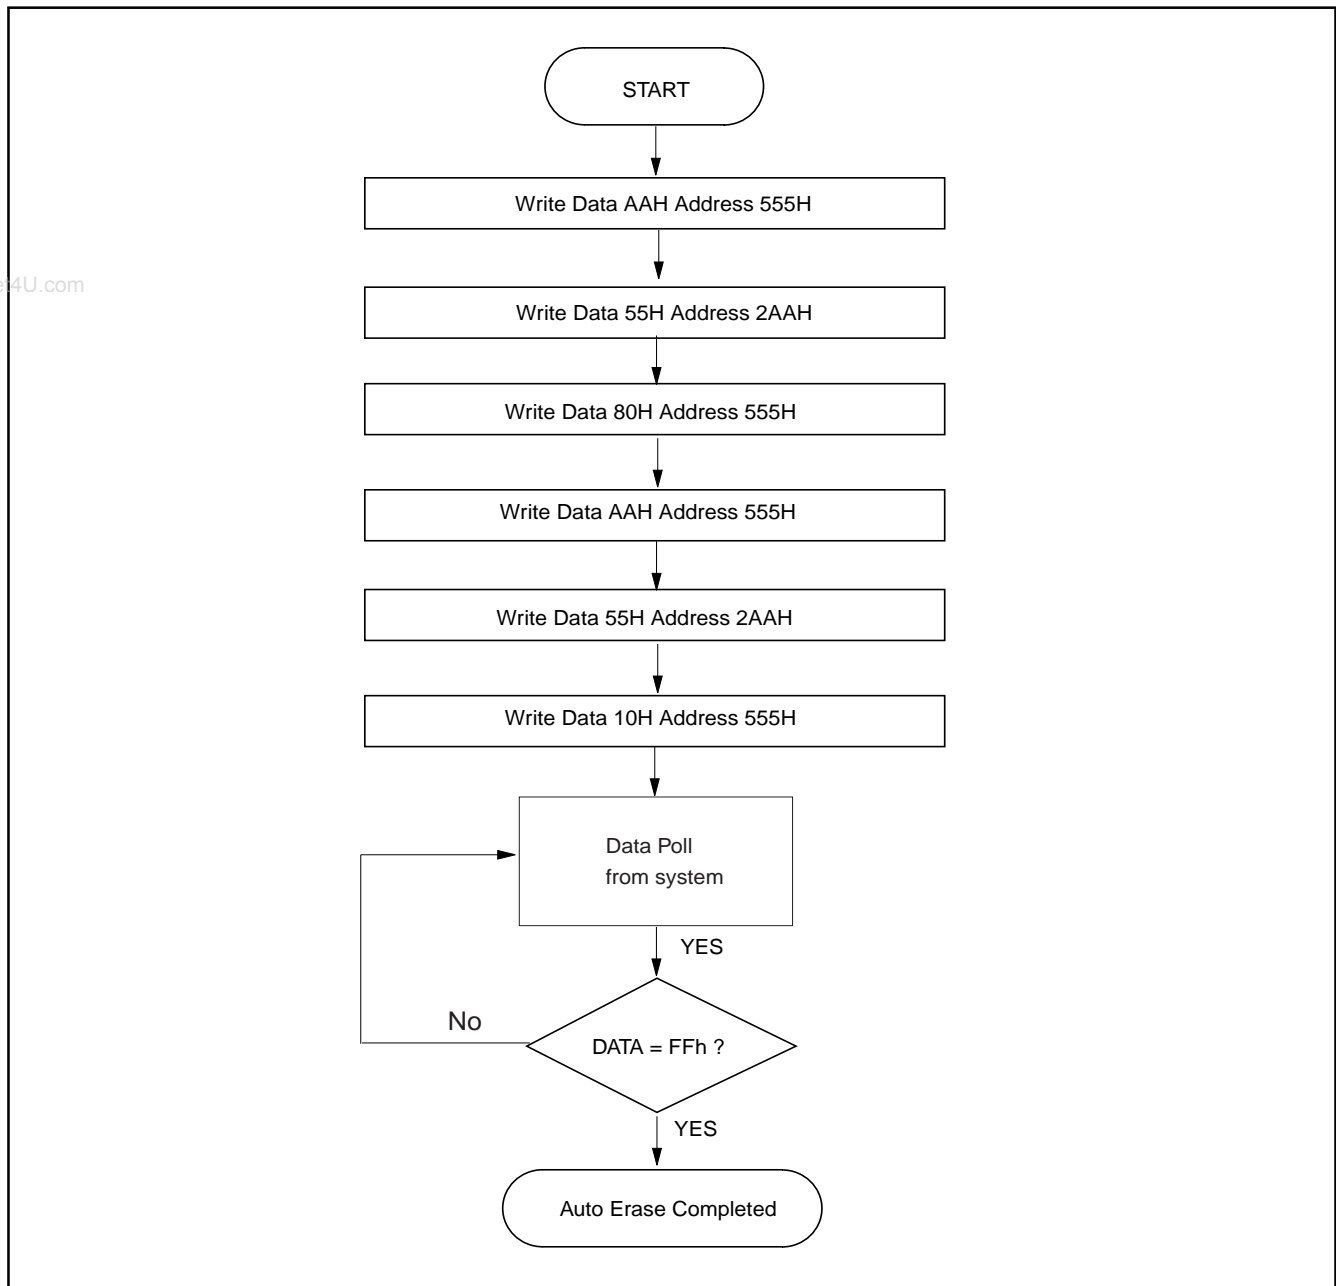 START
Write Data AAH Address 555H
et4U.com
Write Data 55H Address 2AAH
Write Data 80H Address 555H
Write Data AAH Address 555H
Write Data 55H Address 2AAH
Write Data 10H Address 555H
Data Poll
from system
YES
No
DATA = FFh ?
YES
Auto Erase Completed